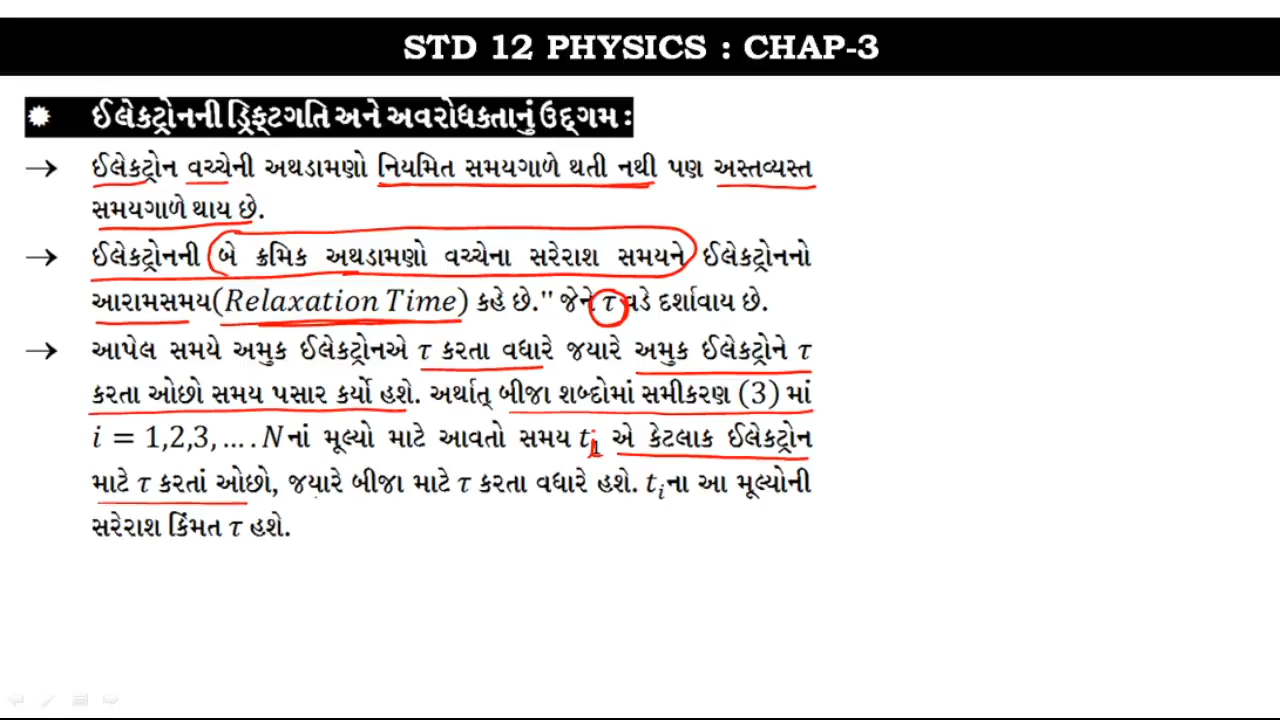 STD 12 PHYSICS : CHAP-3
ઈલેક્ટ્રોનની ડ્રિફ્ટગતિ અને અવરોધકતાનું ઉદ્દ્ગમ :
→ ઈલેક્ટ્રોન વચ્ચેની અથડામણો નિયમિત સમયગાળે થતી નથી પણ અસ્તવ્યસ્ત
સમયગાળે થાય છે.
→ ઈલેક્ટ્રોનની બે ક્રમિક અથડામણો વચ્ચેના સરેરાશ સમયને ઈલેક્ટ્રોનનો
આરામસમય(Relaxation Time) કહે છે." જેને τ વડે દર્શાવાય છે.
→ આપેલ સમયે અમુક ઈલેક્ટ્રોનએ τ કરતા વધારે જયારે અમુક ઈલેક્ટ્રોને τ
કરતા ઓછો સમય પસાર કર્યો હશે. અર્થાત્ બીજા શબ્દોમાં સમીકરણ (3) માં
i = 1,2,3, .... N નાં મૂલ્યો માટે આવતો સમય tᵢ એ કેટલાક ઈલેક્ટ્રોન
માટે τ કરતાં ઓછો, જયારે બીજા માટે τ કરતા વધારે હશે. tᵢના આ મૂલ્યોની
સરેરાશ કિંમત τ હશે.